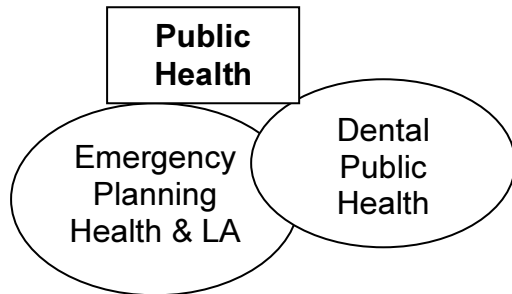 Public
Health
Emergency
Planning
Health & LA
Dental
Public
Health